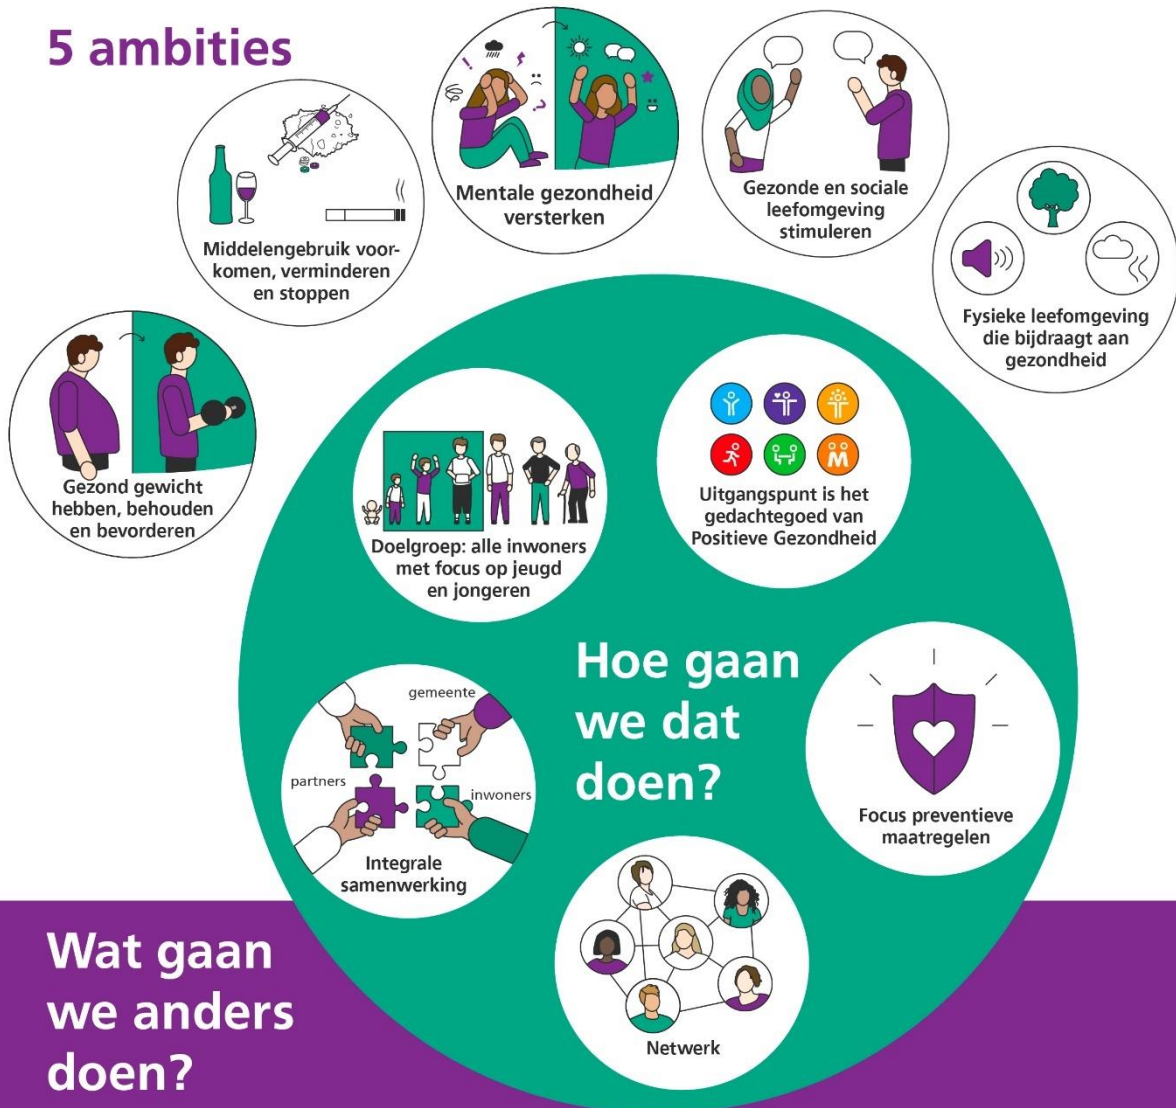 5 ambities
Gezond gewicht
hebben, behouden
en bevorderen
Middelengebruik voor-
komen, verminderen
en stoppen
Mentale gezondheid
versterken
Gezonde en sociale
leefomgeving
stimuleren
Fysieke leefomgeving
die bijdraagt aan
gezondheid
Hoe gaan
we dat
doen?
Doelgroep: alle inwoners
met focus op jeugd
en jongeren
Uitgangspunt is het
gedachtegoed van
Positieve Gezondheid
gemeente
partners
inwoners
Integrale
samenwerking
Focus preventieve
maatregelen
Netwerk
Wat gaan
we anders
doen?